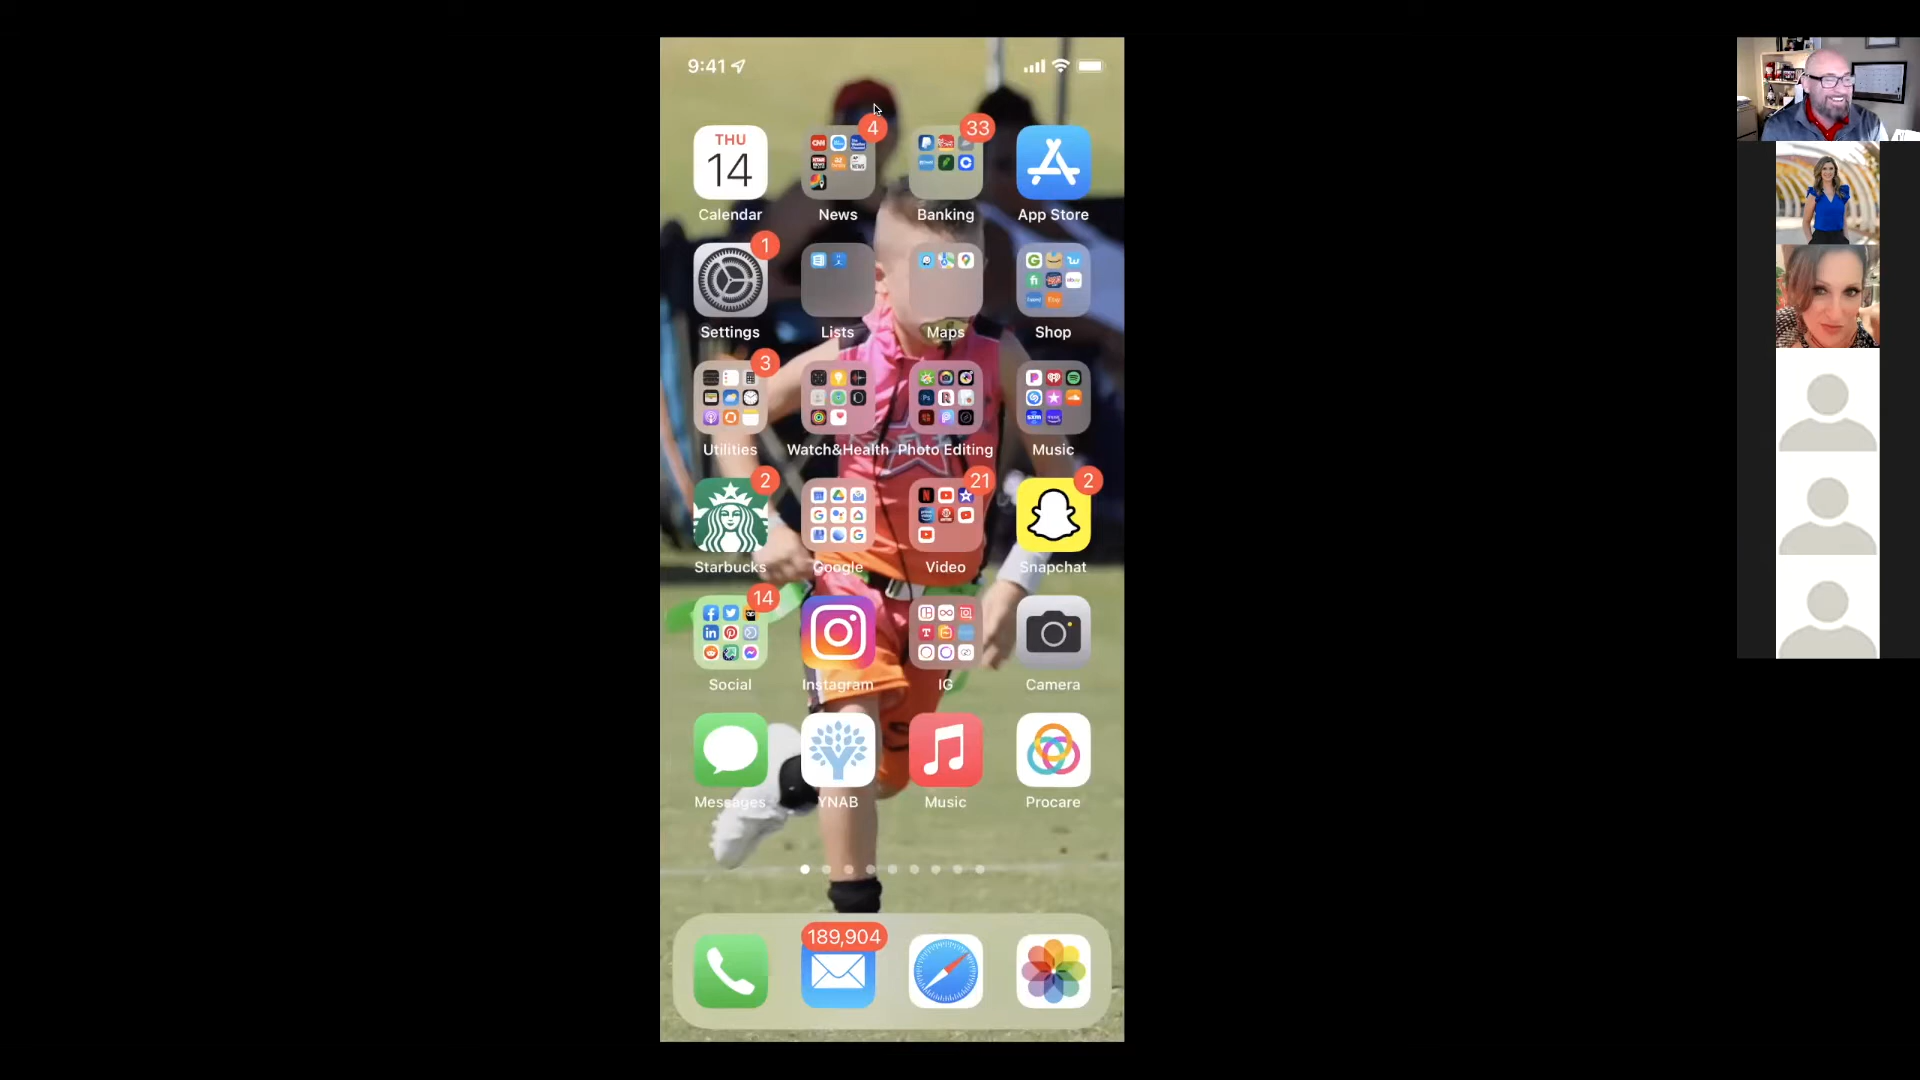 9:41
4
33
THU
14
CNN
Calendar
News
Banking
App Store
1
Settings
Lists
Maps
Shop
3
Utilities
Watch&Health
Photo Editing
Music
2
21
2
Starbucks
Google
Video
Snapchat
14
Social
Instagram
IG
Camera
Messages
YNAB
Music
Procare
189,904